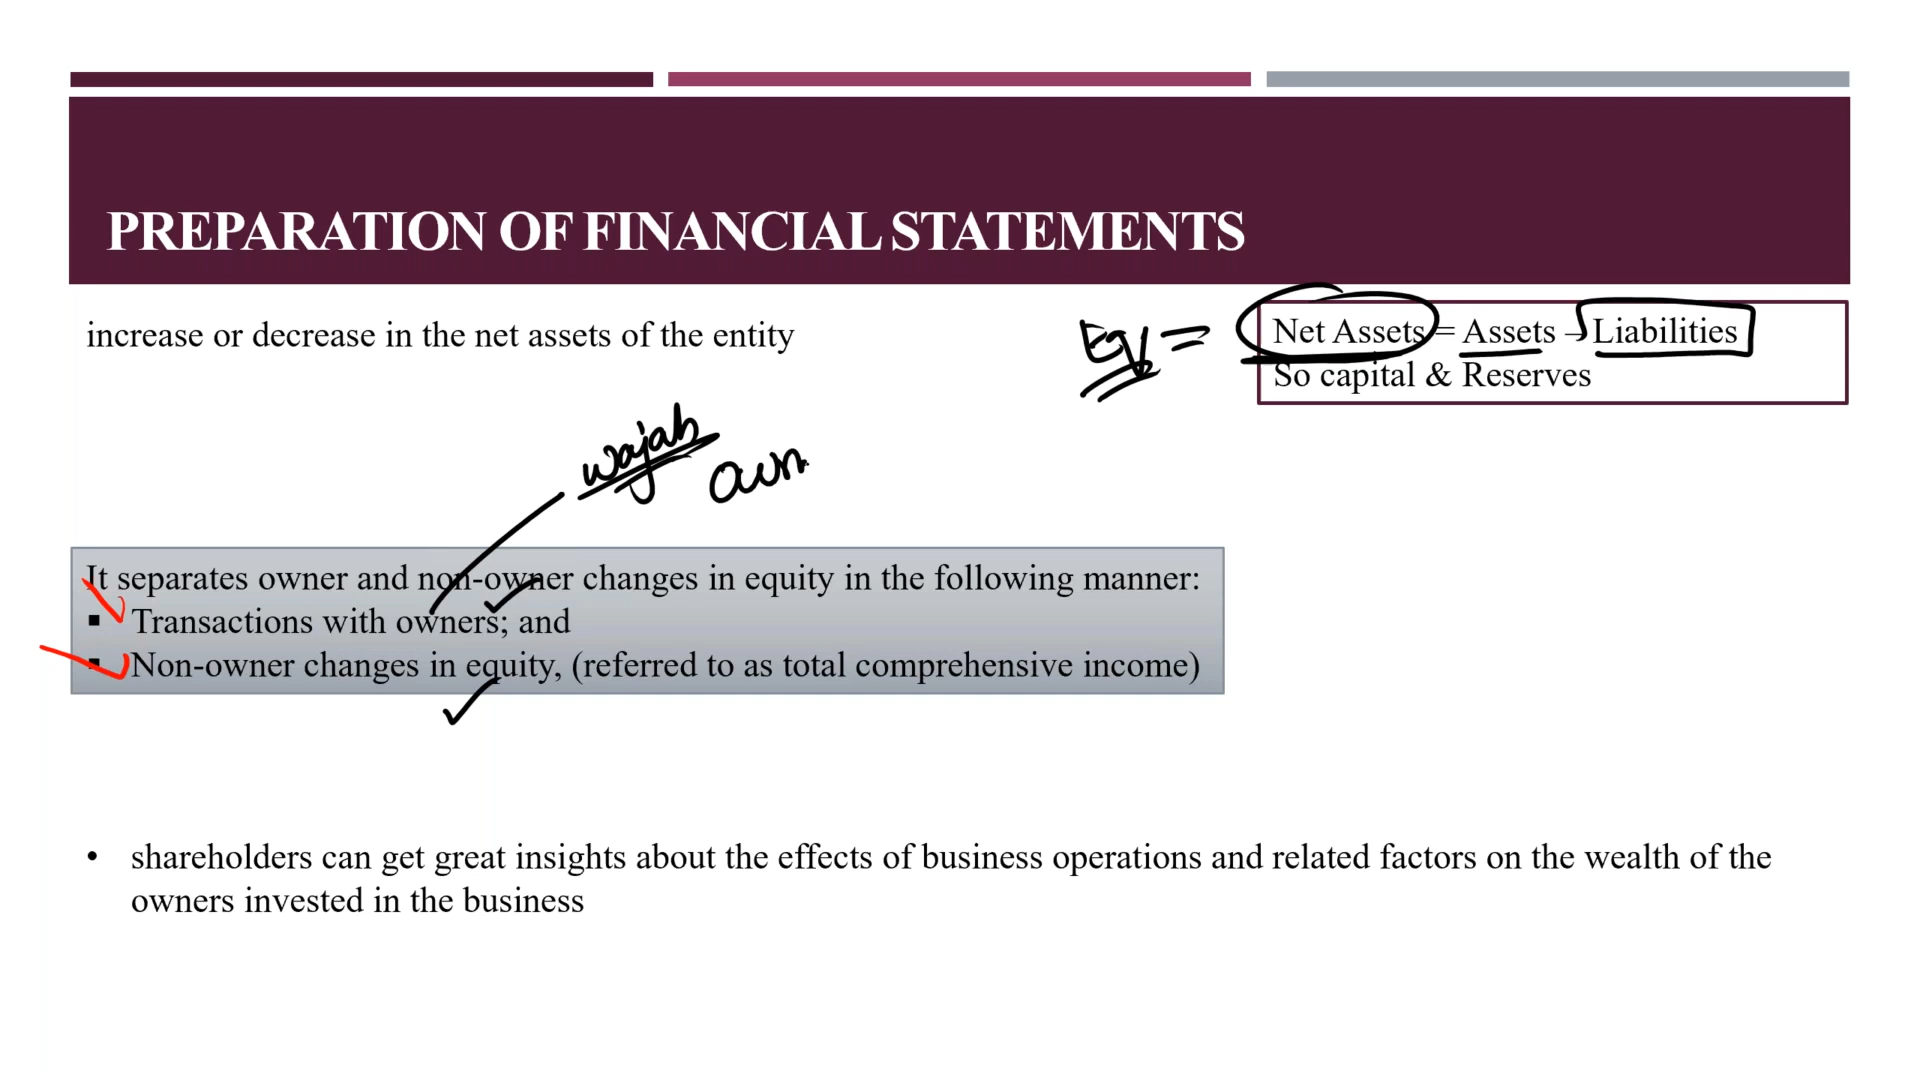 PREPARATION OF FINANCIAL STATEMENTS
increase or decrease in the net assets of the entity
Eq =
Net Assets = Assets – Liabilities
So capital & Reserves
wajah
own
It separates owner and non-owner changes in equity in the following manner:
▪ Transactions with owners; and
▪ Non-owner changes in equity, (referred to as total comprehensive income)
• shareholders can get great insights about the effects of business operations and related factors on the wealth of the
owners invested in the business